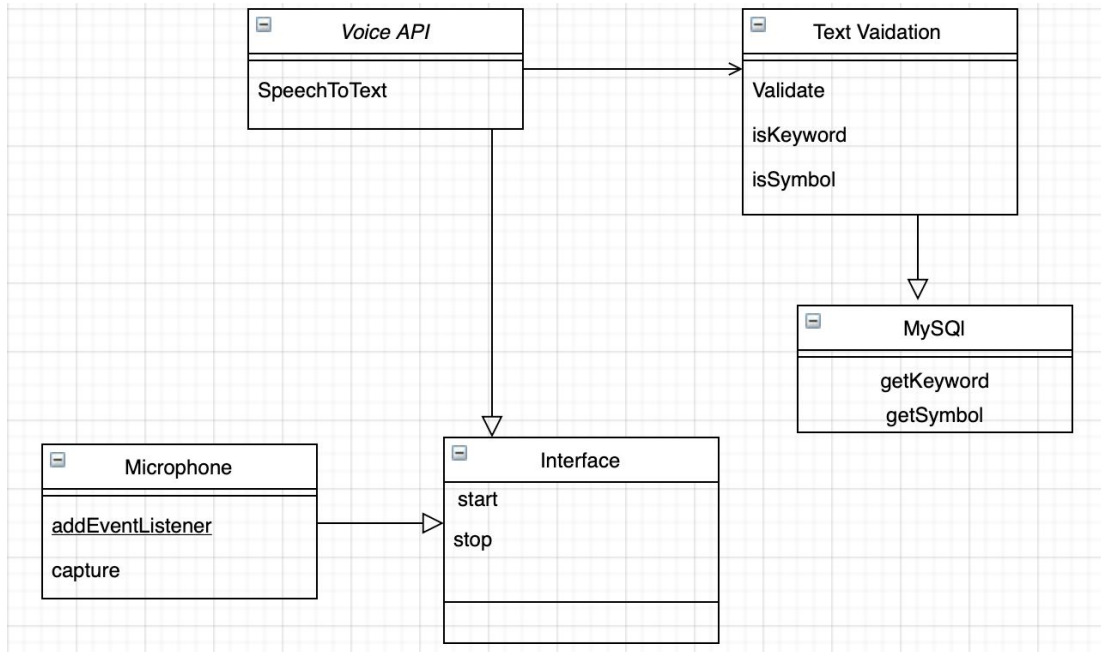 Voice API
SpeechToText
Text Vaidation
Validate
isKeyword
isSymbol
MySQl
getKeyword
getSymbol
Microphone
addEventListener
capture
Interface
start
stop